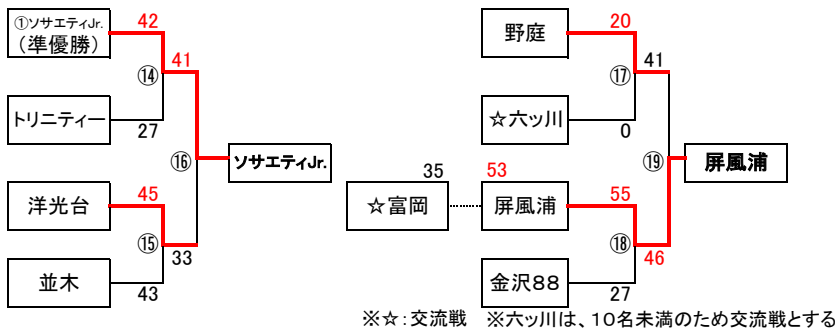 ①ソサエティJr.
(準優勝)
42
41
⑭
トリニティー
27
⑯
ソサエティJr.
洋光台
45
⑮
33
並木
43
野庭
20
41
⑰
☆六ッ川
0
⑲
屏風浦
35
53
☆富岡
屏風浦
55
⑱
46
金沢88
27
※☆:交流戦 ※六ッ川は、10名未満のため交流戦とする